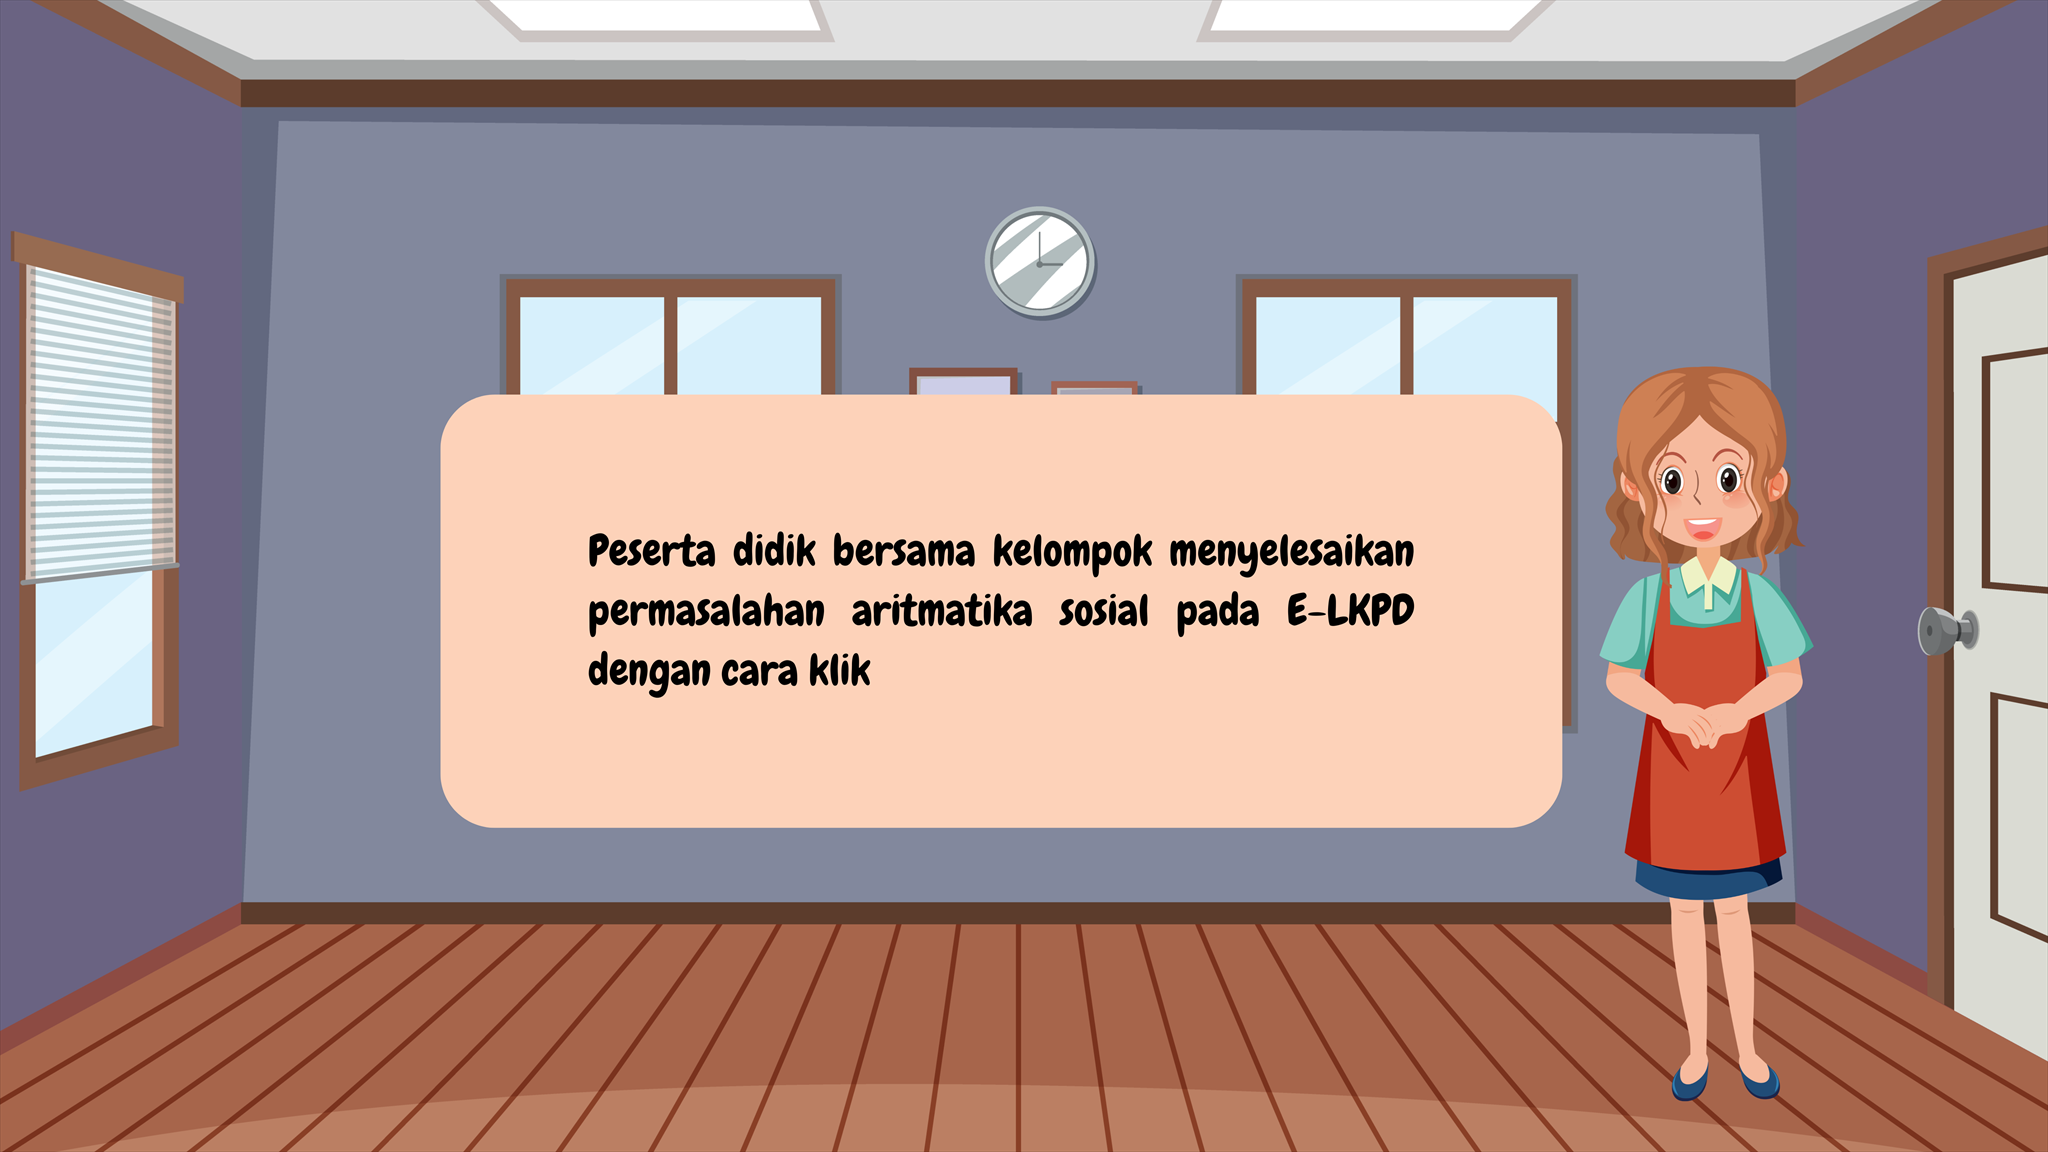 Peserta didik bersama kelompok menyelesaikan
permasalahan aritmatika sosial pada E-LKPD
dengan cara klik